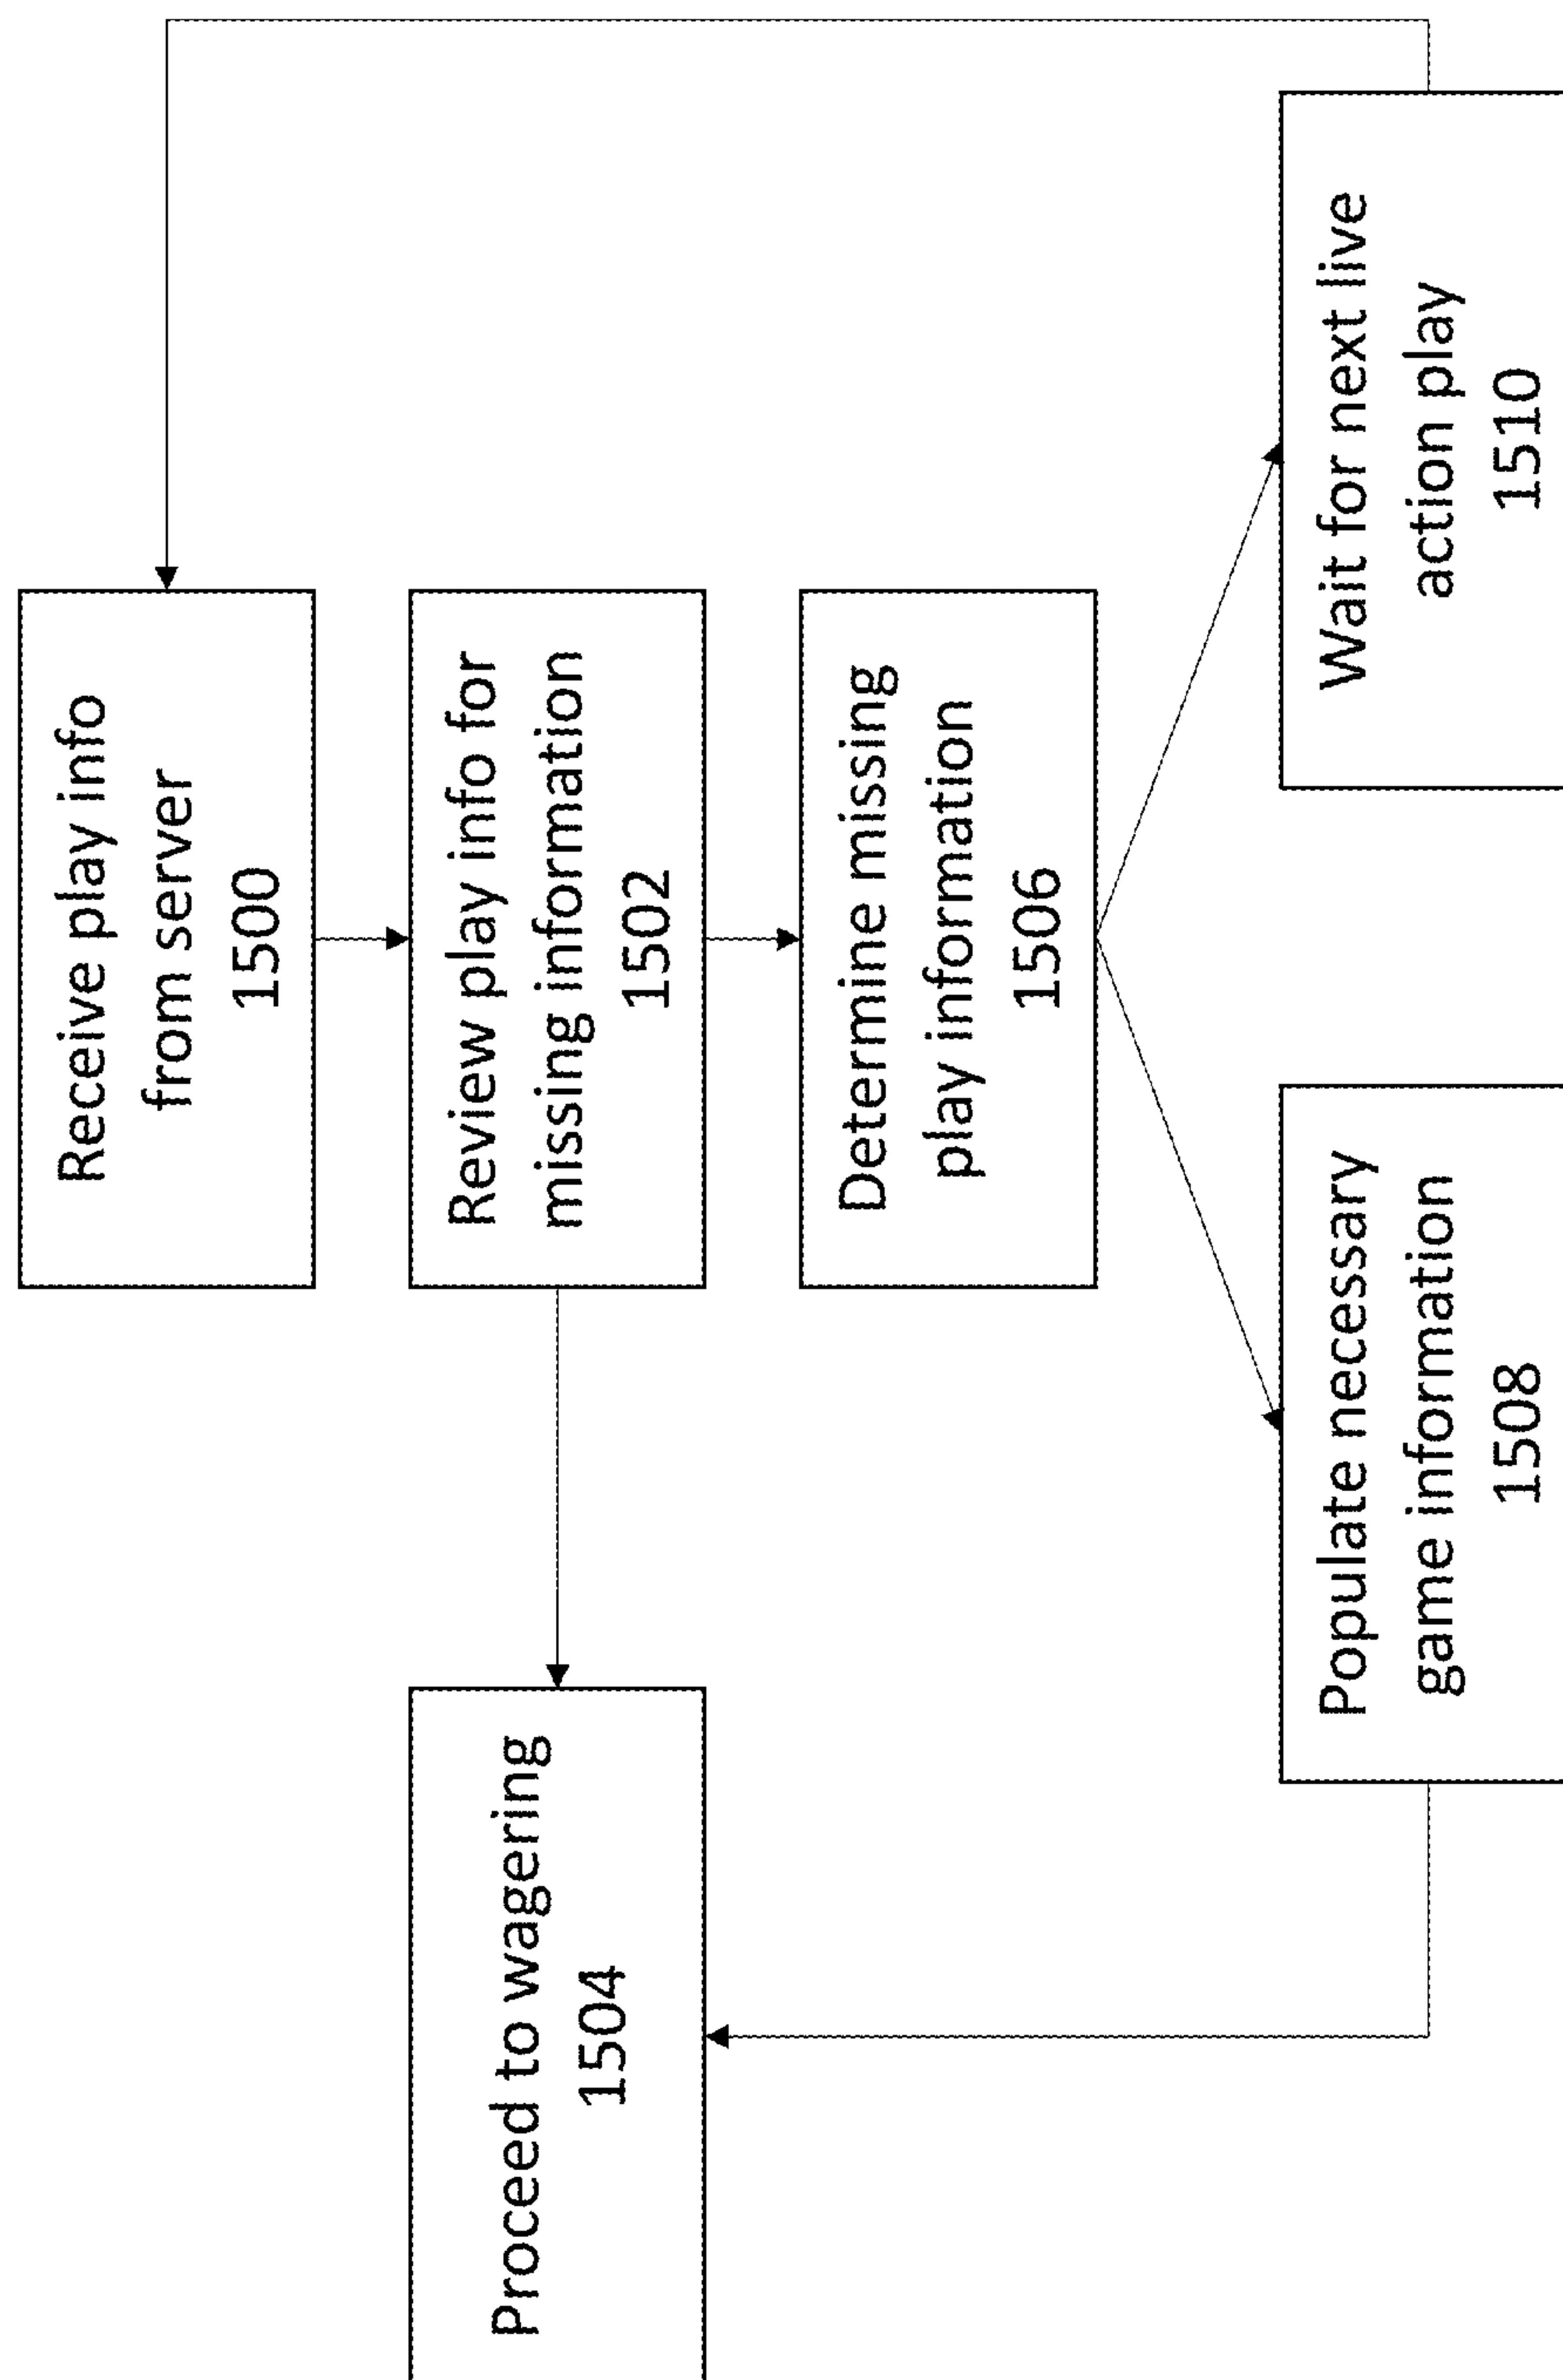 Receive play info
from server
1500
Review play info for
missing information
1502
Proceed to wagering
1504
Determine missing
play information
1506
Populate necessary
game information
1508
Wait for next live
action play
1510